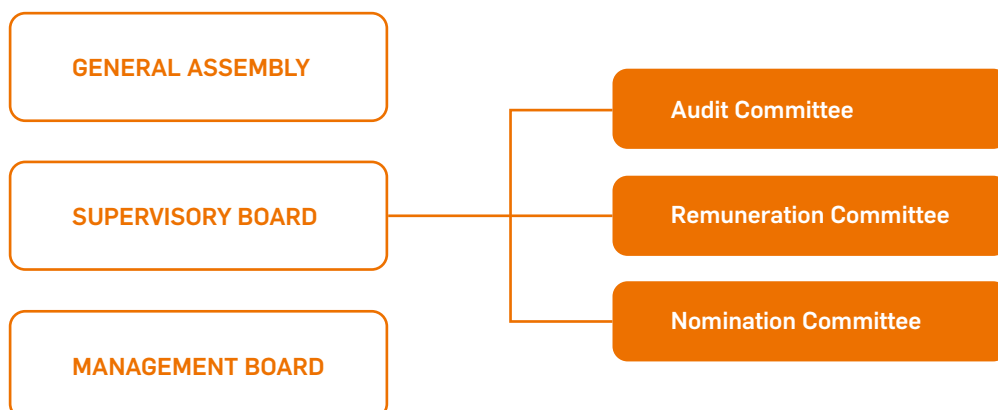 GENERAL ASSEMBLY
SUPERVISORY BOARD
MANAGEMENT BOARD
Audit Committee
Remuneration Committee
Nomination Committee